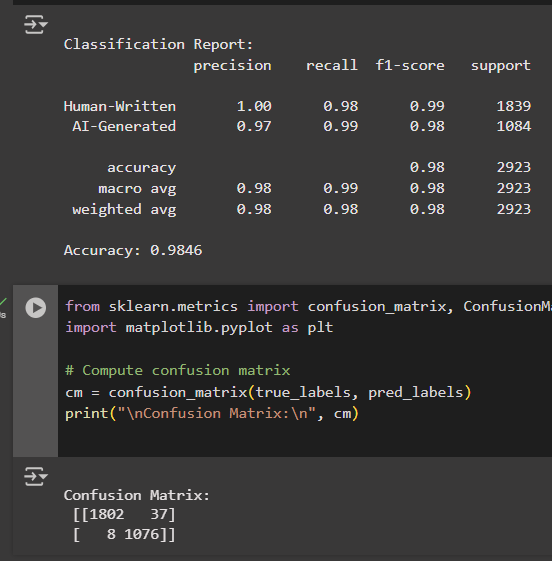 Classification Report:
precision recall f1-score support
Human-Written 1.00 0.98 0.99 1839
AI-Generated 0.97 0.99 0.98 1084
accuracy 0.98 2923
macro avg 0.98 0.99 0.98 2923
weighted avg 0.98 0.98 0.98 2923
Accuracy: 0.9846
from sklearn.metrics import confusion_matrix, ConfusionM
import matplotlib.pyplot as plt
# Compute confusion matrix
cm = confusion_matrix(true_labels, pred_labels)
print("\nConfusion Matrix:\n", cm)
Confusion Matrix:
[[1802 37]
[ 8 1076]]